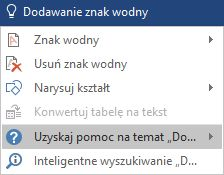 Dodawanie znak wodny
Znak wodny
Usuń znak wodny
Narysuj kształt
Konwertuj tabelę na tekst
Uzyskaj pomoc na temat „Do...
Inteligentne wyszukiwanie „D...